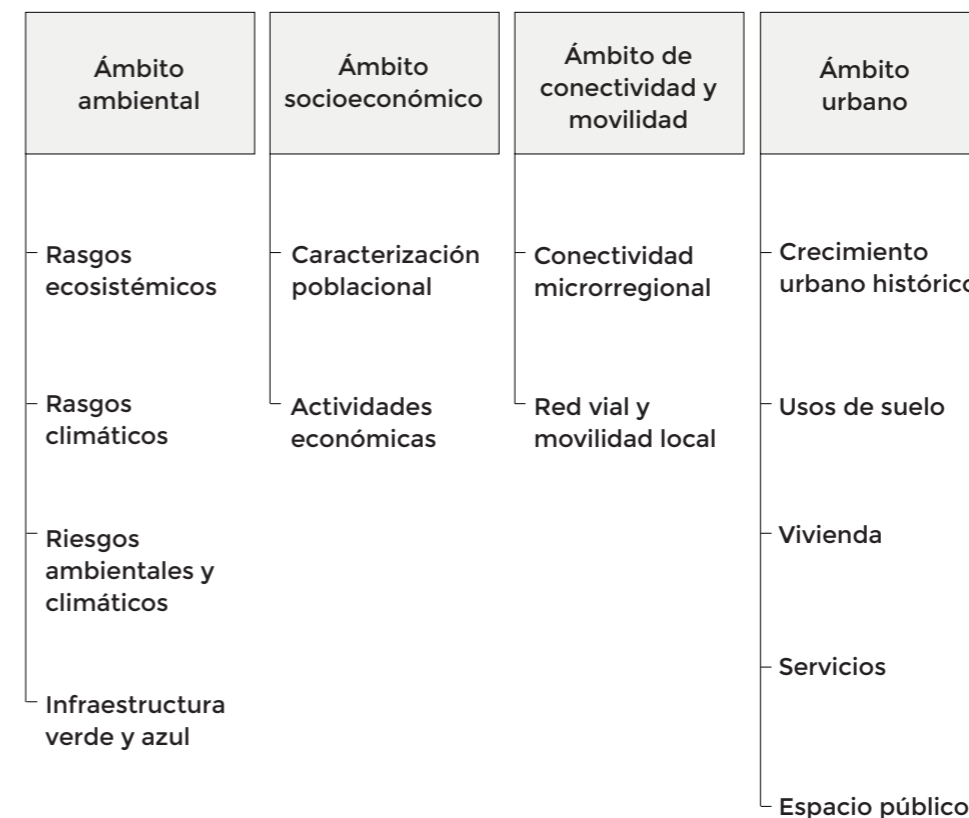 Ámbito
ambiental
Rasgos
ecosistémicos
Rasgos
climáticos
Riesgos
ambientales y
climáticos
Infraestructura
verde y azul
Ámbito
socioeconómico
Caracterización
poblacional
Actividades
económicas
Ámbito de
conectividad y
movilidad
Conectividad
microrregional
Red vial y
movilidad local
Ámbito
urbano
Crecimiento
urbano histórico
Usos de suelo
Vivienda
Servicios
Espacio público